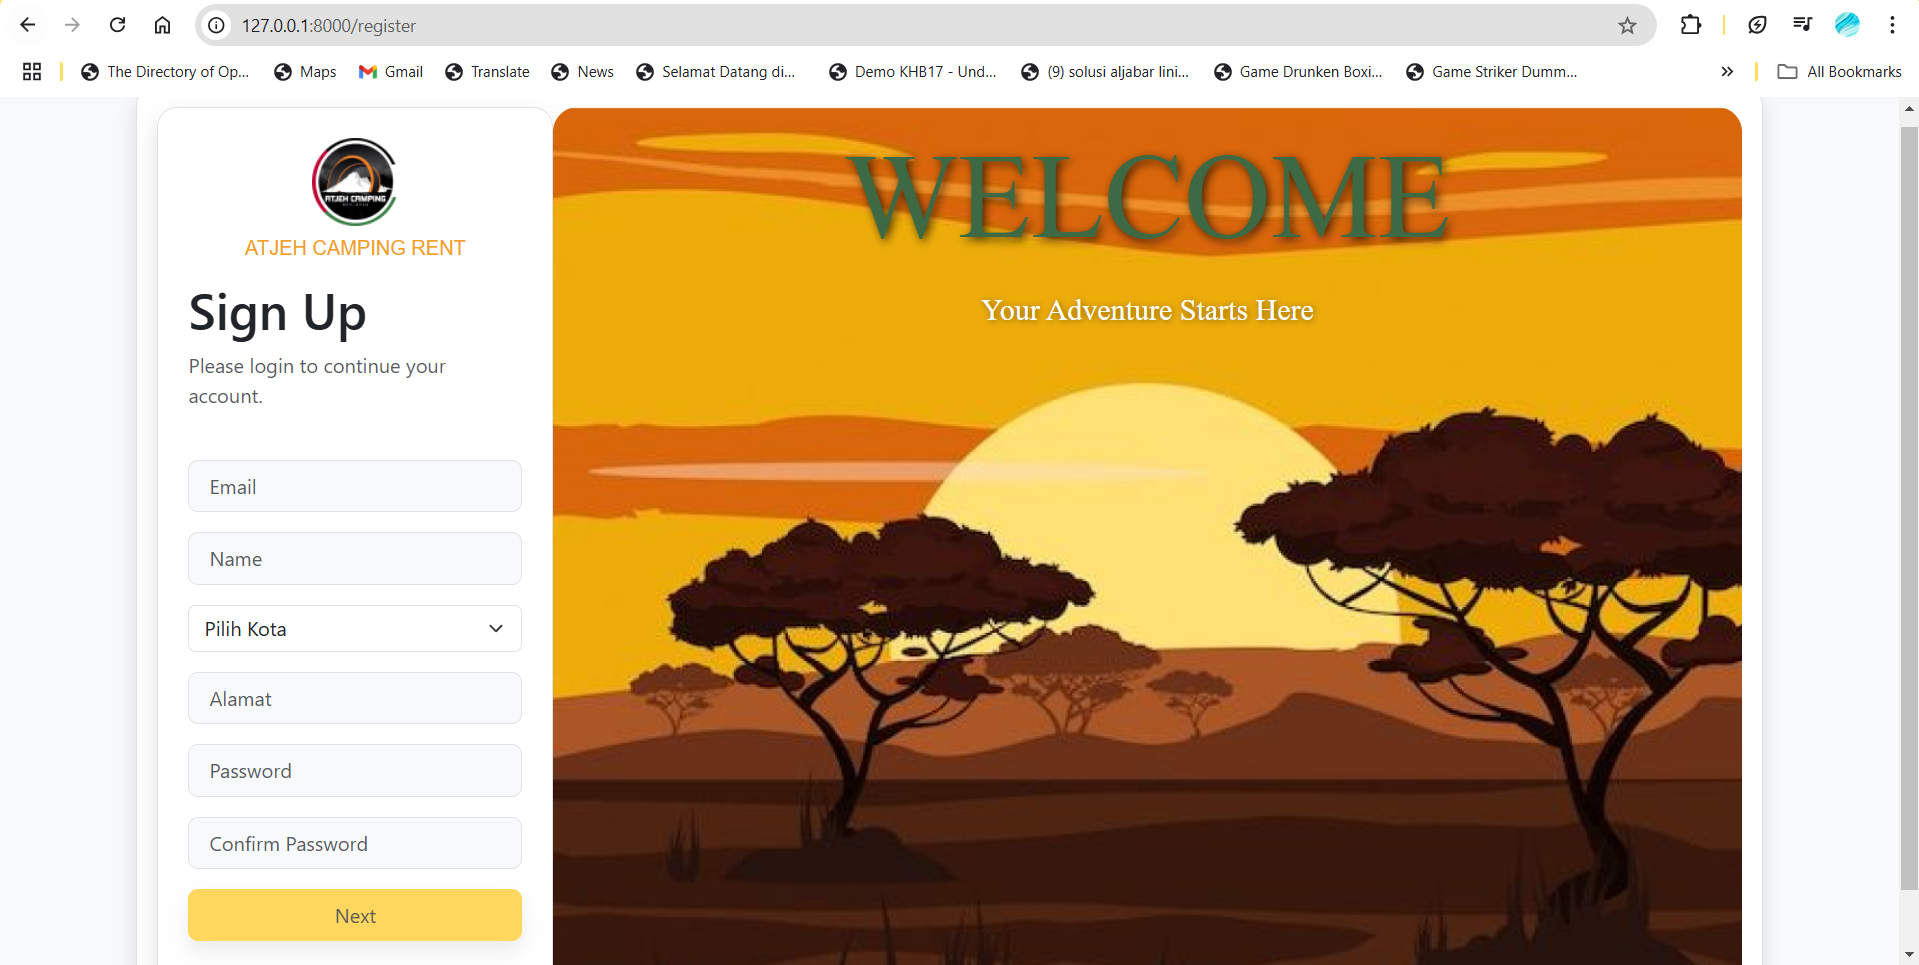 127.0.0.1:8000/register
The Directory of Op...
Maps
Gmail
Translate
News
Selamat Datang di...
Demo KHB17 - Und...
(9) solusi aljabar lini...
Game Drunken Boxi...
Game Striker Dumm...
All Bookmarks
ATJEH CAMPING
ATJEH CAMPING RENT
Sign Up
Please login to continue your
account.
Email
Name
Pilih Kota
Alamat
Password
Confirm Password
Next
WELCOME
Your Adventure Starts Here